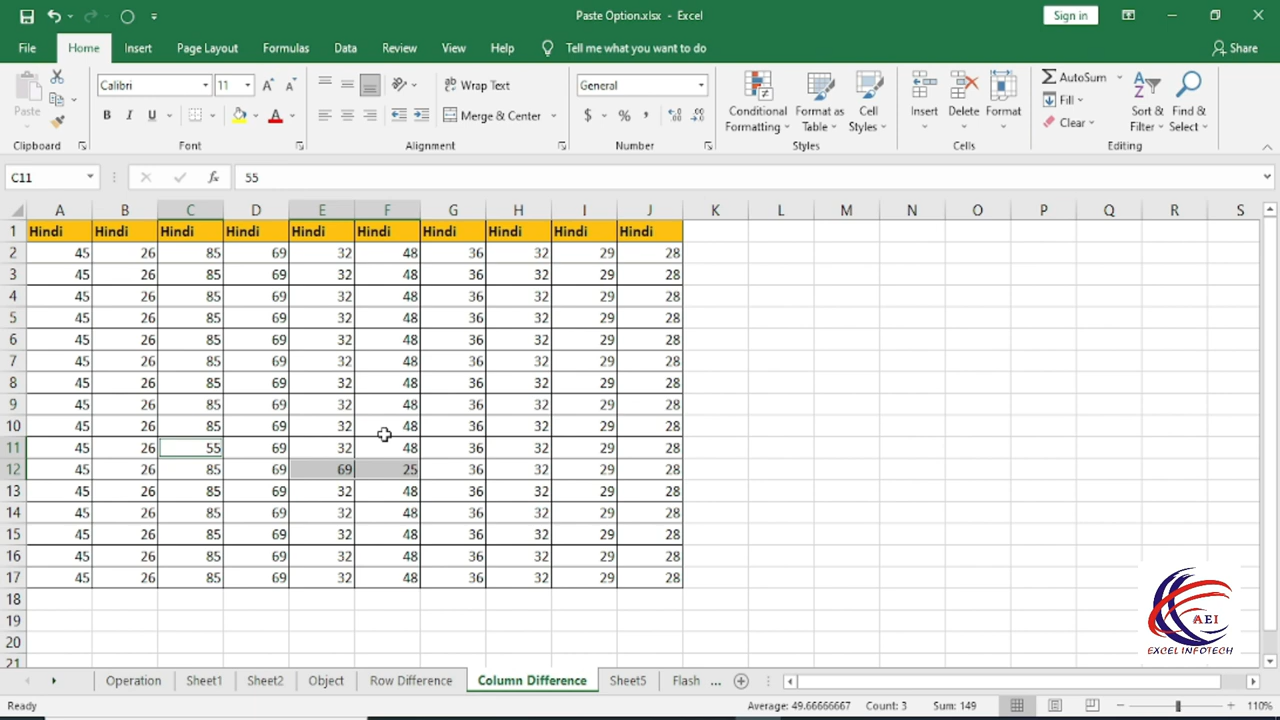 Paste Option.xlsx - Excel
Sign in
File Home Insert Page Layout Formulas Data Review View Help Tell me what you want to do Share
Paste Calibri 11 A A Wrap Text General Conditional Formatting Format as Table Cell Styles Insert Delete Format AutoSum Fill Clear Sort & Filter Find & Select
B I U A Merge & Center $ % ,
Clipboard Font Alignment Number Styles Cells Editing
C11 fx 55
A B C D E F G H I J K L M N O P Q R S
1 Hindi Hindi Hindi Hindi Hindi Hindi Hindi Hindi Hindi Hindi
2 45 26 85 69 32 48 36 32 29 28
3 45 26 85 69 32 48 36 32 29 28
4 45 26 85 69 32 48 36 32 29 28
5 45 26 85 69 32 48 36 32 29 28
6 45 26 85 69 32 48 36 32 29 28
7 45 26 85 69 32 48 36 32 29 28
8 45 26 85 69 32 48 36 32 29 28
9 45 26 85 69 32 48 36 32 29 28
10 45 26 85 69 32 48 36 32 29 28
11 45 26 55 69 32 48 36 32 29 28
12 45 26 85 69 69 25 36 32 29 28
13 45 26 85 69 32 48 36 32 29 28
14 45 26 85 69 32 48 36 32 29 28
15 45 26 85 69 32 48 36 32 29 28
16 45 26 85 69 32 48 36 32 29 28
17 45 26 85 69 32 48 36 32 29 28
18
19
20
21
AEI
EXCEL INFOTECH
Operation Sheet1 Sheet2 Object Row Difference Column Difference Sheet5 Flash ...
Ready Average: 49.66666667 Count: 3 Sum: 149 110%